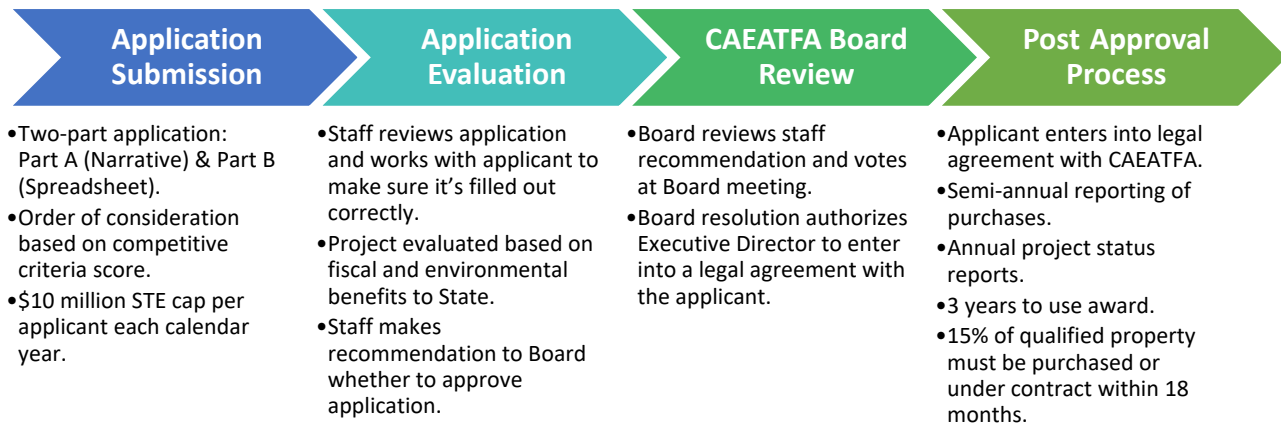 Application
Submission
•Two-part application:
Part A (Narrative) & Part B
(Spreadsheet).
•Order of consideration
based on competitive
criteria score.
•$10 million STE cap per
applicant each calendar
year.
Application
Evaluation
•Staff reviews application
and works with applicant to
make sure it's filled out
correctly.
•Project evaluated based on
fiscal and environmental
benefits to State.
•Staff makes
recommendation to Board
whether to approve
application.
CAEATFA Board
Review
•Board reviews staff
recommendation and votes
at Board meeting.
•Board resolution authorizes
Executive Director to enter
into a legal agreement with
the applicant.
Post Approval
Process
•Applicant enters into legal
agreement with CAEATFA.
•Semi-annual reporting of
purchases.
•Annual project status
reports.
•3 years to use award.
•15% of qualified property
must be purchased or
under contract within 18
months.